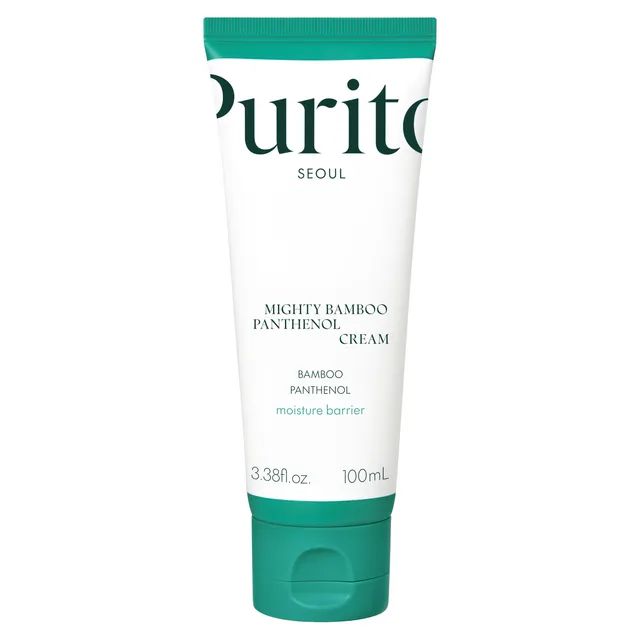 Purito
SEOUL
MIGHTY BAMBOO
PANTHENOL
CREAM
BAMBOO
PANTHENOL
moisture barrier
3.38fl.oz. 100mL